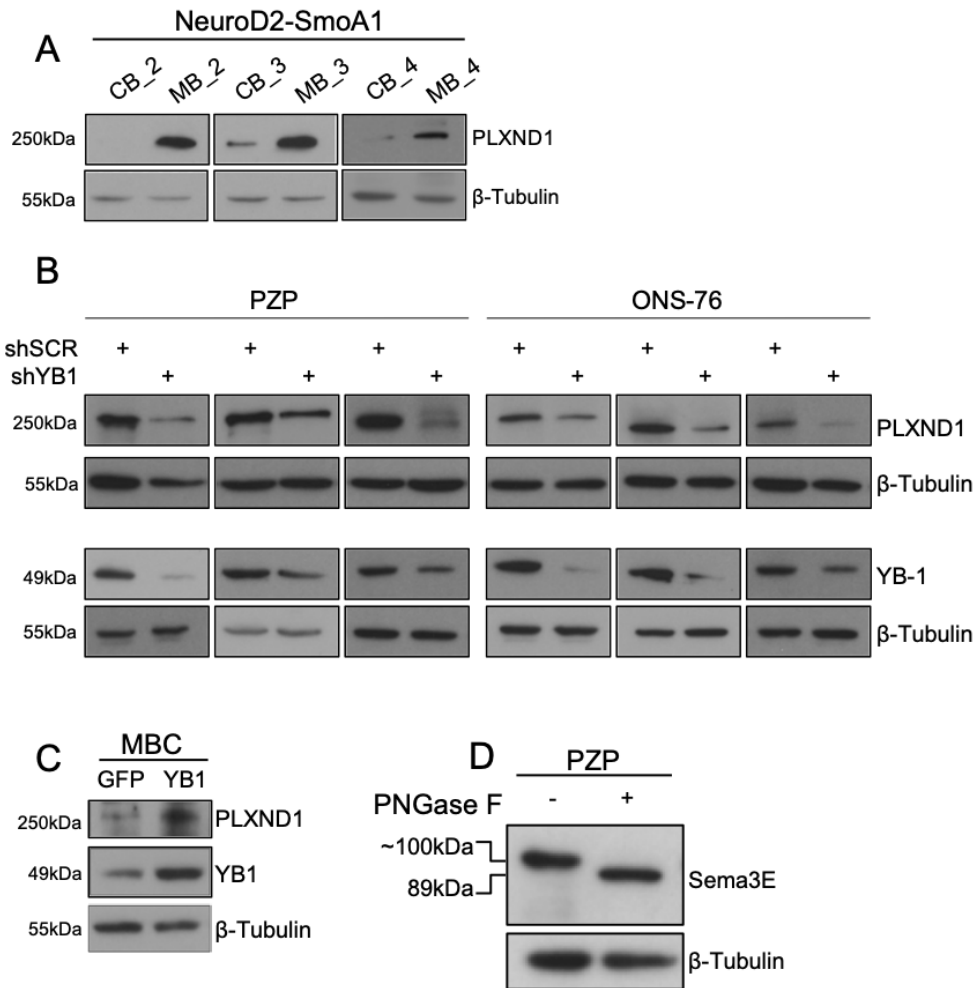 A
NeuroD2-SmoA1
CB_2 MB_2 CB_3 MB_3 CB_4 MB_4
250kDa PLXND1
55kDa β-Tubulin
B
PZP ONS-76
shSCR + + + + + +
shYB1 + + + + + +
250kDa PLXND1
55kDa β-Tubulin
49kDa YB-1
55kDa β-Tubulin
C
MBC
GFP YB1
250kDa PLXND1
49kDa YB1
55kDa β-Tubulin
D
PZP
PNGase F - +
~100kDa
89kDa
Sema3E
β-Tubulin